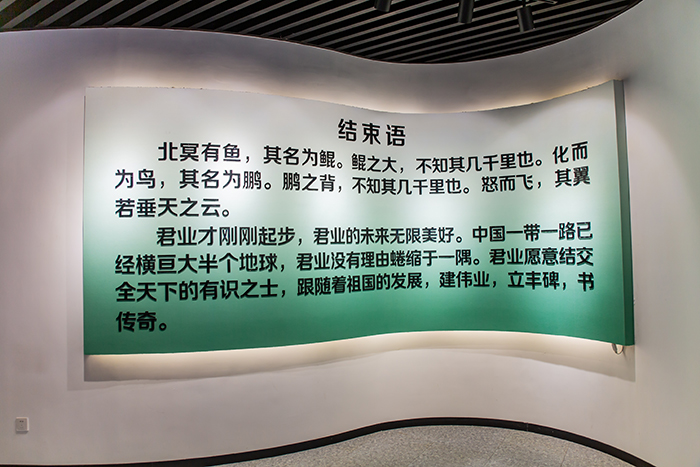 结束语
北冥有鱼，其名为鲲。鲲之大，不知其几千里也。化而
为鸟，其名为鹏。鹏之背，不知其几千里也。怒而飞，其翼
若垂天之云。
君业才刚刚起步，君业的未来无限美好。中国一带一路已
经横亘大半个地球，君业没有理由蜷缩于一隅。君业愿意结交
全天下的有识之士，跟随着祖国的发展，建伟业，立丰碑，书
传奇。